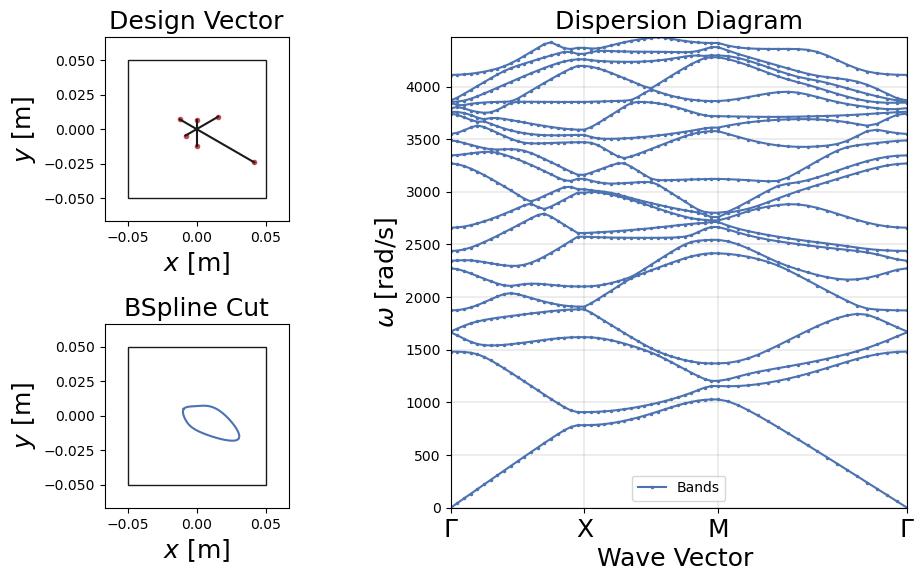 Design Vector
0.050
0.025
0.000
−0.025
−0.050
y [m]
−0.05 0.00 0.05
x [m]
BSpline Cut
0.050
0.025
0.000
−0.025
−0.050
y [m]
−0.05 0.00 0.05
x [m]
Dispersion Diagram
4000
3500
3000
2500
2000
1500
1000
500
0
ω [rad/s]
Bands
Γ X M Γ
Wave Vector